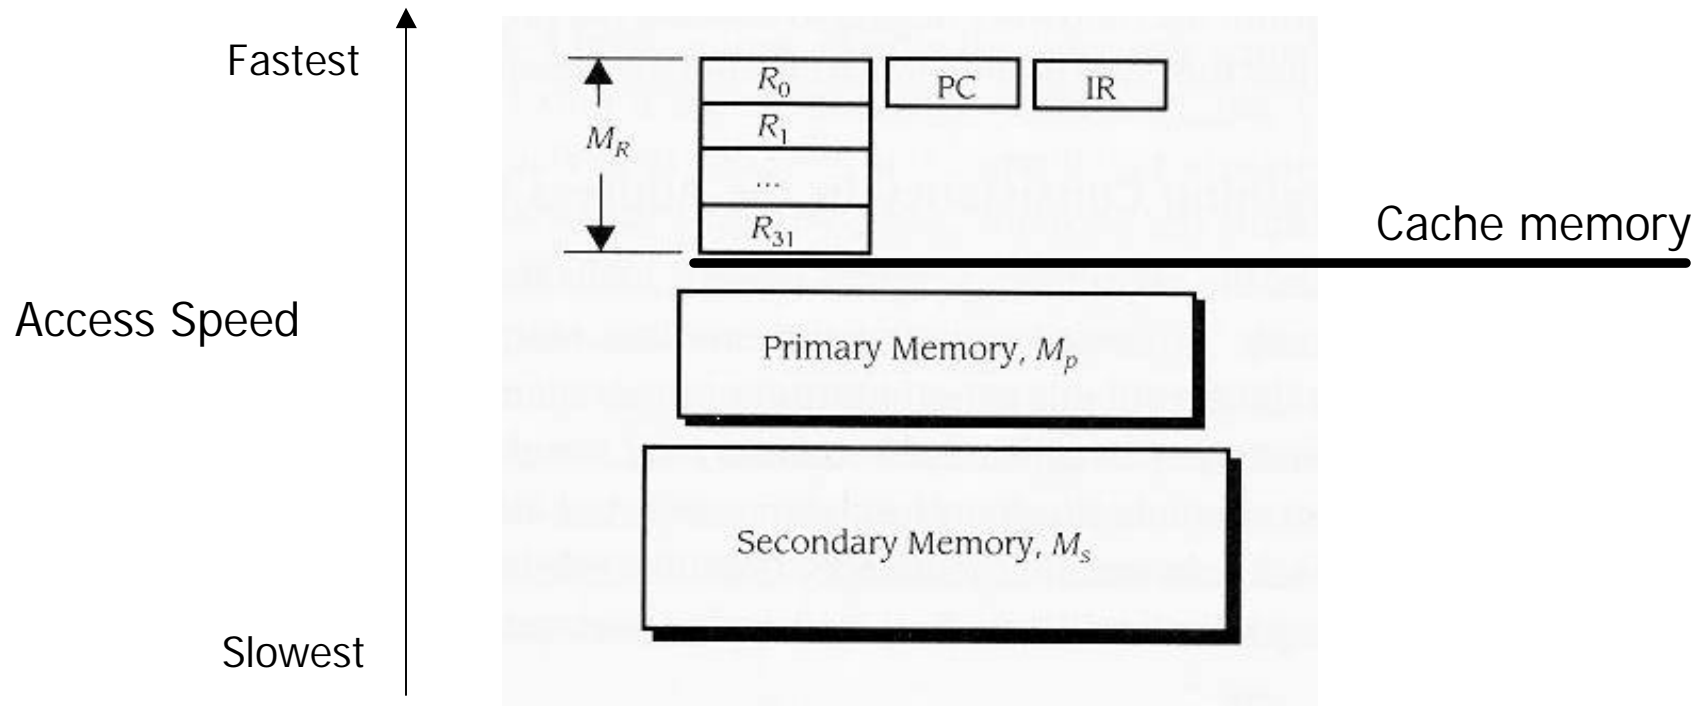 Fastest
R0
PC
IR
R1
MR
...
R31
Cache memory
Access Speed
Primary Memory, Mp
Secondary Memory, Ms
Slowest